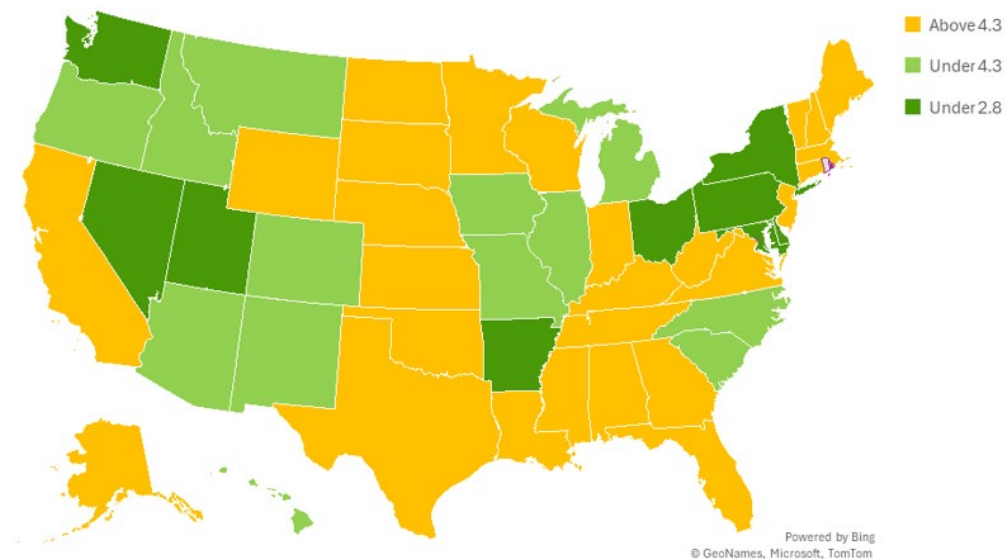 Above 4.3
Under 4.3
Under 2.8
Powered by Bing
© GeoNames, Microsoft, TomTom